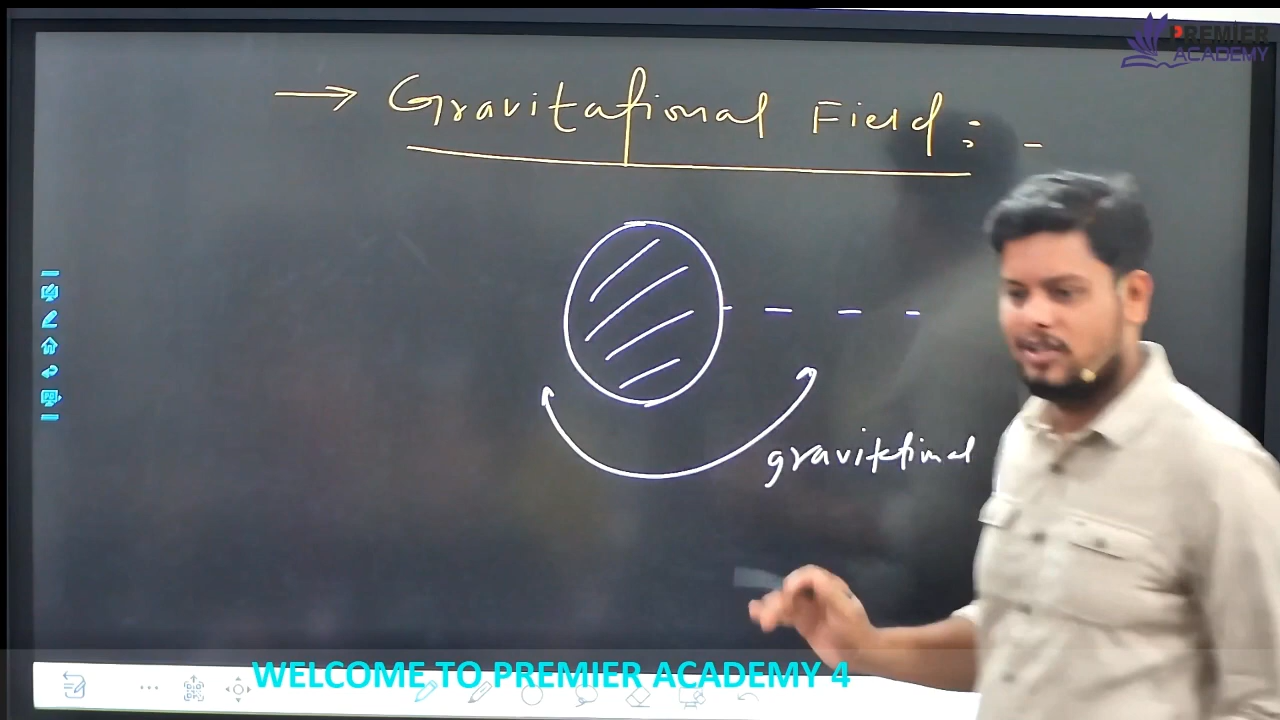 PREMIER
ACADEMY
→ Gravitational Field : -
gravitational
WELCOME TO PREMIER ACADEMY 4